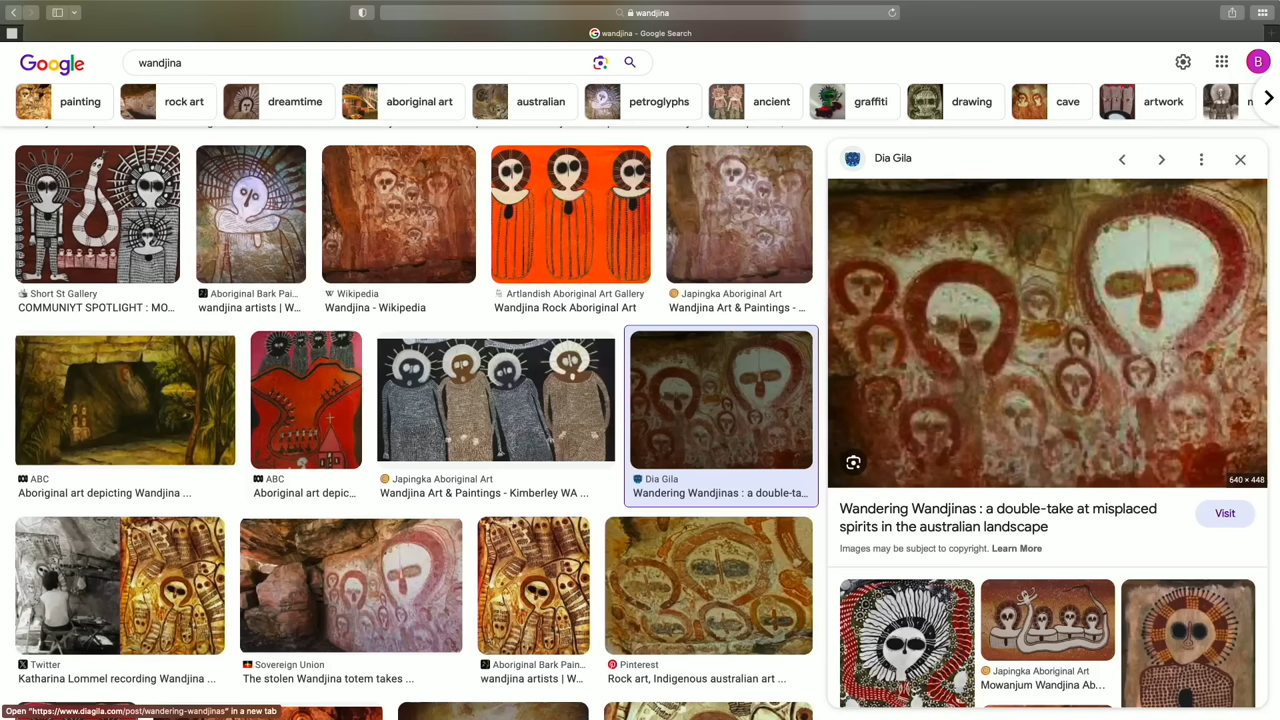 wandjina
wandjina - Google Search
Google
wandjina
B
painting
rock art
dreamtime
aboriginal art
australian
petroglyphs
ancient
graffiti
drawing
cave
artwork
Short St Gallery
COMMUNIYT SPOTLIGHT : MO...
Aboriginal Bark Pai...
wandjina artists | W...
W Wikipedia
Wandjina - Wikipedia
Artlandish Aboriginal Art Gallery
Wandjina Rock Aboriginal Art
Japingka Aboriginal Art
Wandjina Art & Paintings - ...
ABC
Aboriginal art depicting Wandjina ...
ABC
Aboriginal art depic...
Japingka Aboriginal Art
Wandjina Art & Paintings - Kimberley WA ...
Dia Gila
Wandering Wandjinas : a double-ta...
Twitter
Katharina Lommel recording Wandjina ...
Sovereign Union
The stolen Wandjina totem takes ...
Aboriginal Bark Pain...
wandjina artists | W...
Pinterest
Rock art, Indigenous australian art ...
Open "https://www.diagila.com/post/wandering-wandjinas" in a new tab
Dia Gila
640 × 448
Wandering Wandjinas : a double-take at misplaced
spirits in the australian landscape
Visit
Images may be subject to copyright. Learn More
Japingka Aboriginal Art
Mowanjum Wandjina Ab...